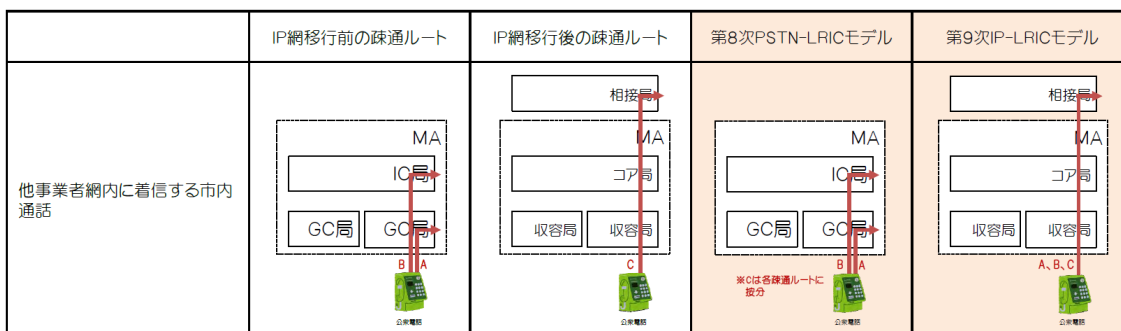 IP網移行前の疎通ルート
IP網移行後の疎通ルート
第8次PSTN-LRICモデル
第9次IP-LRICモデル
他事業者網内に着信する市内
通話
MA
IC局
GC局
GC局
B
A
公衆電話
相接局
MA
コア局
収容局
収容局
C
公衆電話
MA
IC局
GC局
GC局
B
A
※Cは各疎通ルートに
按分
公衆電話
相接局
MA
コア局
収容局
収容局
A、B、C
公衆電話